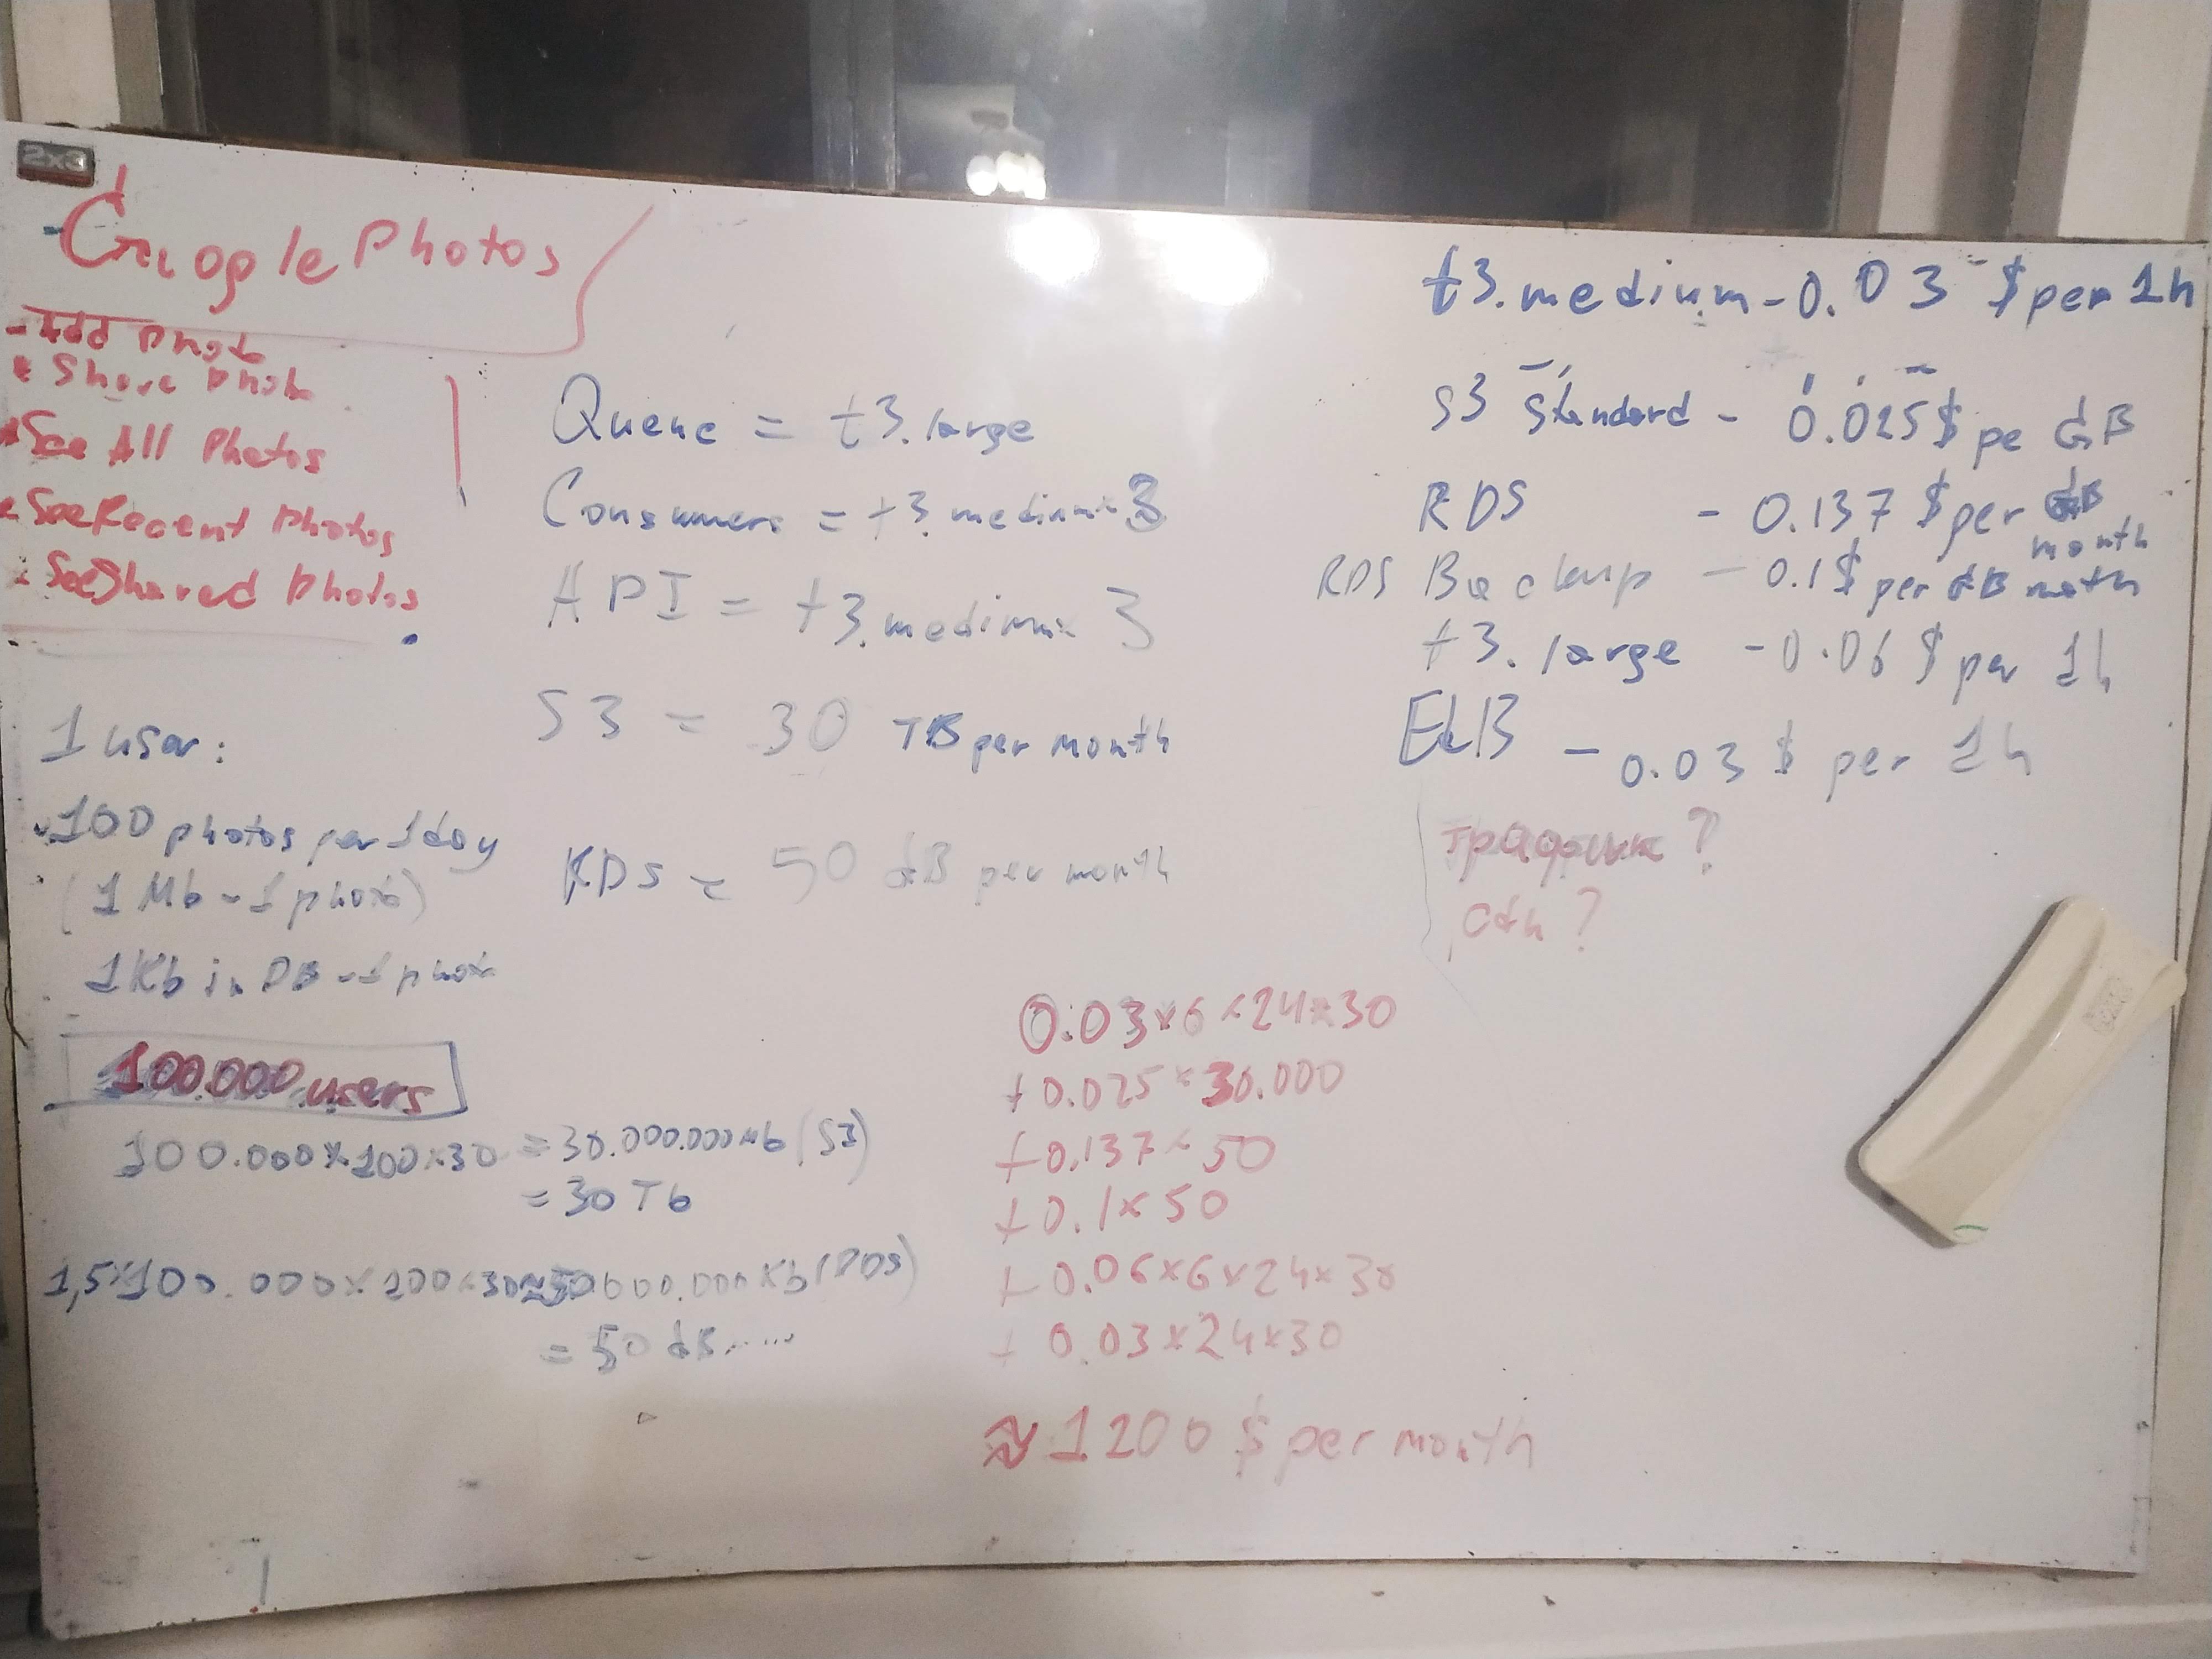 2x3
Google Photos
- Add Photo
• Share Photo
• See All Photos
• See Recent Photos
• See Shared Photos
1 user:
• 100 photos per 1 day
(1 Mb - 1 photo)
1 Kb in DB - 1 photo
100.000 users
100.000 x 100 x 30 = 30.000.000 Mb (S3)
= 30 Tb
1,5 x 100.000 x 100 x 30 ≈ 50.000.000 Kb (RDS)
= 50 GB.....
Queue = t3.large
Consumers = t3.medium x 3
API = t3.medium x 3
S3 = 30 TB per month
RDS = 50 GB per month
t3.medium - 0.03 $ per 1h
S3 Standard - 0.025 $ pe GB
RDS - 0.137 $ per GB
month
RDS Backup - 0.1 $ per GB month
t3.large - 0.06 $ per 1h
ELB - 0.03 $ per 1h
трафик ?
0.03 x 6 x 24 x 30
+ 0.025 x 30.000
+ 0.137 x 50
+ 0.1 x 50
+ 0.06 x 6 x 24 x 30
+ 0.03 x 24 x 30
≈ 1200 $ per month